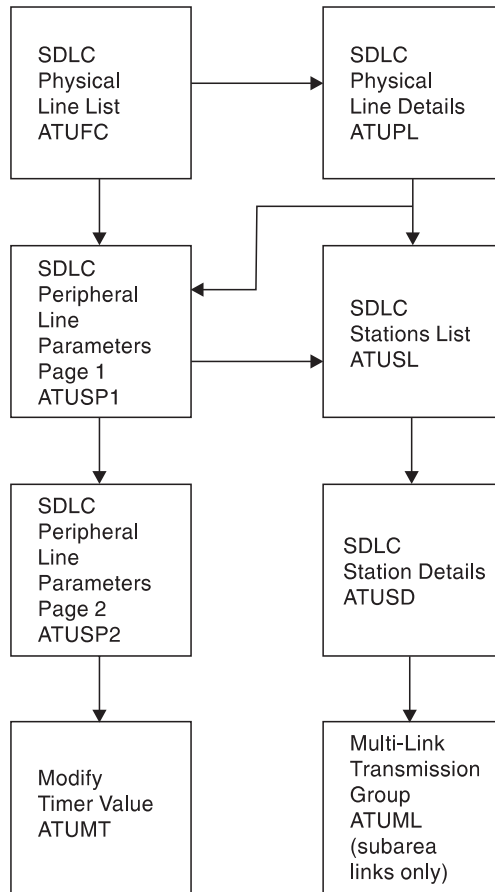 SDLC
Physical
Line List
ATUFC
SDLC
Physical
Line Details
ATUPL
SDLC
Peripheral
Line
Parameters
Page 1
ATUSP1
SDLC
Stations List
ATUSL
SDLC
Peripheral
Line
Parameters
Page 2
ATUSP2
SDLC
Station Details
ATUSD
Modify
Timer Value
ATUMT
Multi-Link
Transmission
Group
ATUML
(subarea
links only)